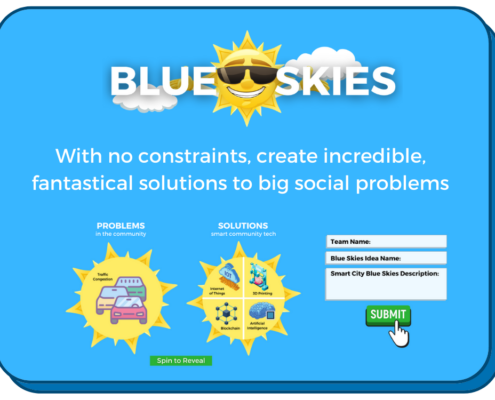 BLUE SKIES
With no constraints, create incredible,
fantastical solutions to big social problems
PROBLEMS
in the community
Traffic
Congestion
SOLUTIONS
smart community tech
Internet
of Things
3D Printing
Blockchain
Artificial
Intelligence
Spin to Reveal
Team Name:
Blue Skies Idea Name:
Smart City Blue Skies Description:
SUBMIT